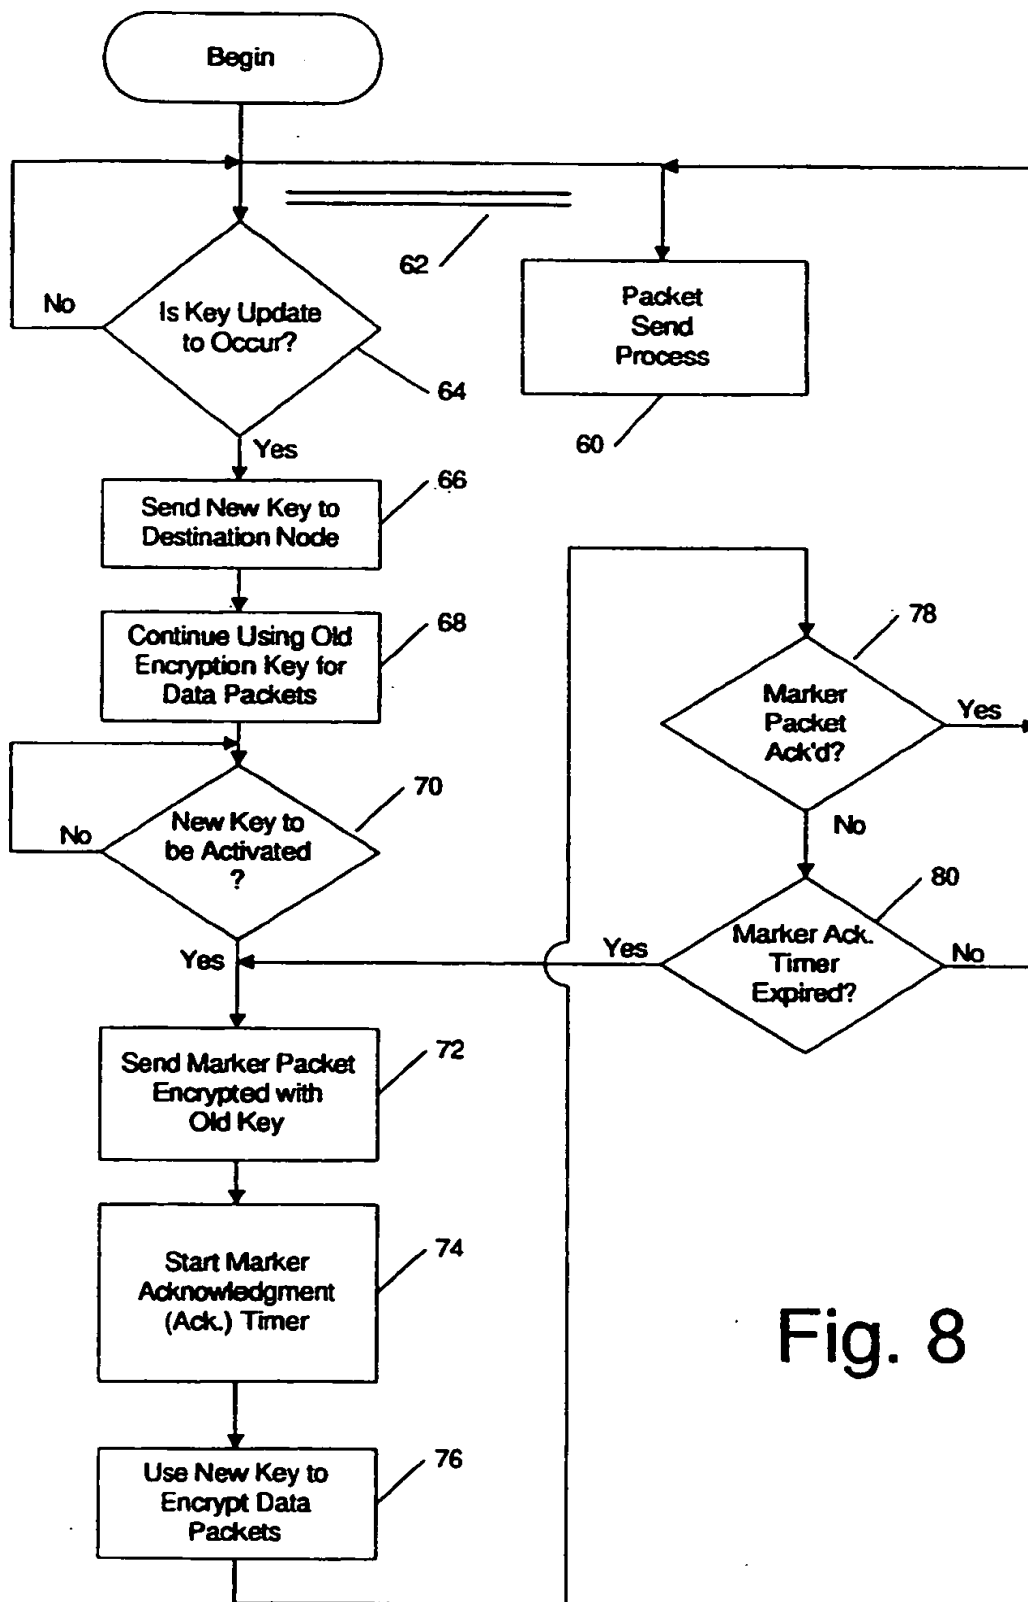 Begin
62
No
Is Key Update
to Occur?
64
Packet
Send
Process
60
Yes
66
Send New Key to
Destination Node
68
Continue Using Old
Encryption Key for
Data Packets
70
No
New Key to
be Activated
?
Yes
78
Marker
Packet
Ack'd?
Yes
No
80
Marker Ack.
Timer
Expired?
Yes
No
72
Send Marker Packet
Encrypted with
Old Key
74
Start Marker
Acknowledgment
(Ack.) Timer
76
Use New Key to
Encrypt Data
Packets
Fig. 8